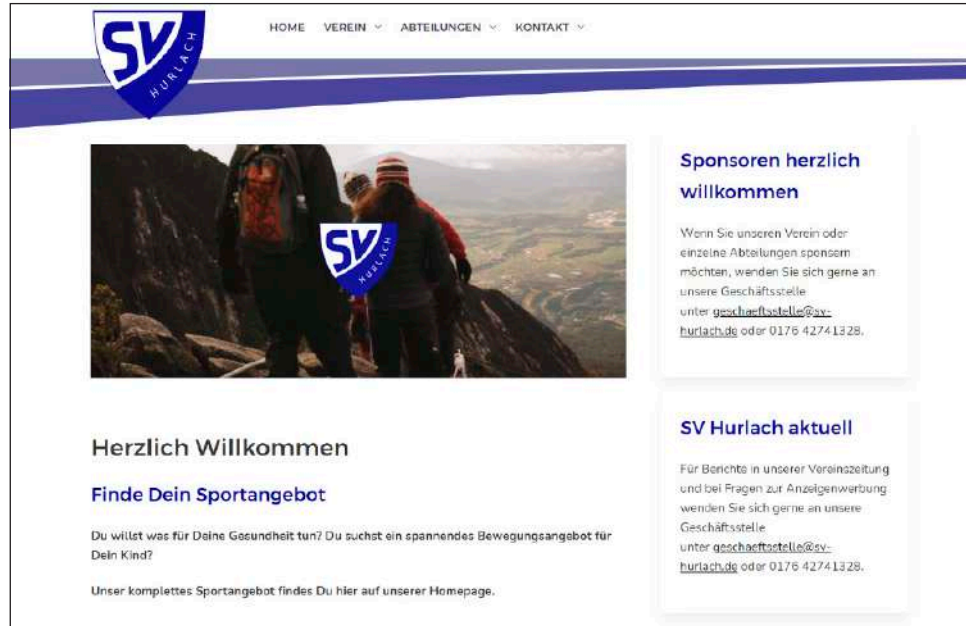 SV
HURLACH
HOME VEREIN ABTEILUNGEN KONTAKT
SV
HURLACH
Herzlich Willkommen
Finde Dein Sportangebot
Du willst was für Deine Gesundheit tun? Du suchst ein spannendes Bewegungsangebot für
Dein Kind?
Unser komplettes Sportangebot findes Du hier auf unserer Homepage.
Sponsoren herzlich
willkommen
Wenn Sie unseren Verein oder
einzelne Abteilungen sponsern
möchten, wenden Sie sich gerne an
unsere Geschäftsstelle
unter geschaeftsstelle@sv-
hurlach.de oder 0176 42741328.
SV Hurlach aktuell
Für Berichte in unserer Vereinszeitung
und bei Fragen zur Anzeigenwerbung
wenden Sie sich gerne an unsere
Geschäftsstelle
unter geschaeftsstelle@sv-
hurlach.de oder 0176 42741328.